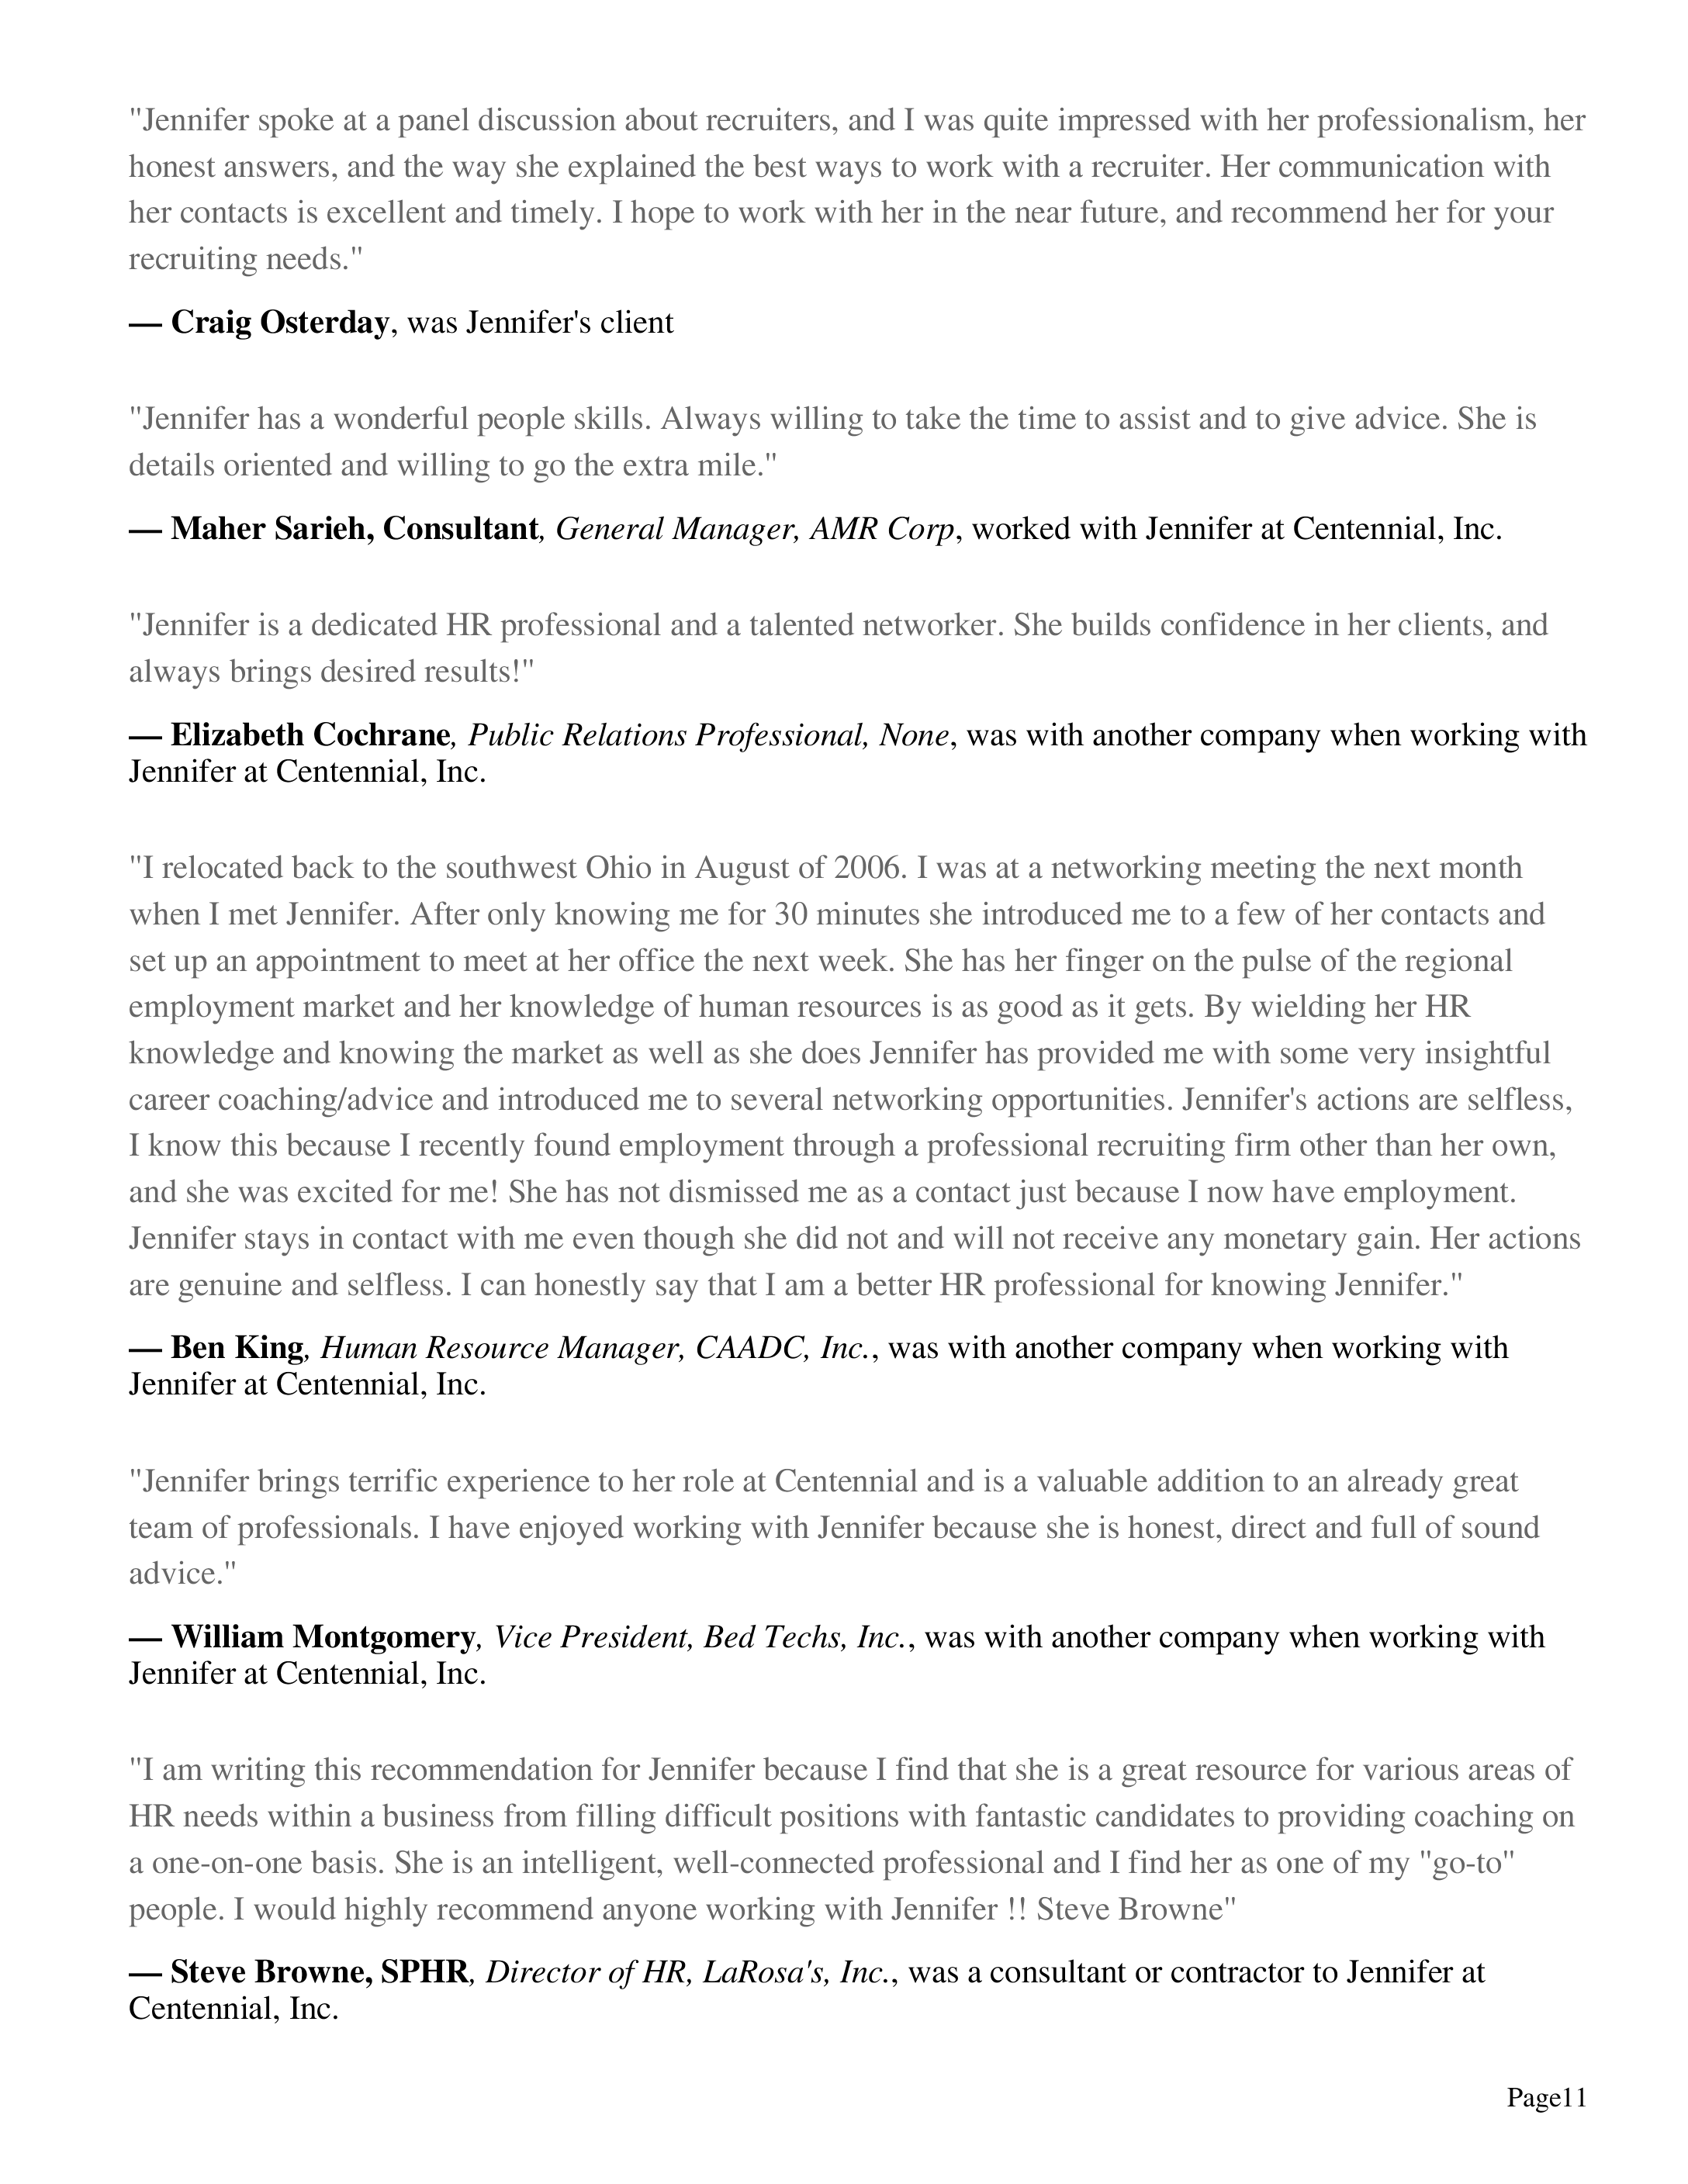 "Jennifer spoke at a panel discussion about recruiters, and I was quite impressed with her professionalism, her
honest answers, and the way she explained the best ways to work with a recruiter. Her communication with
her contacts is excellent and timely. I hope to work with her in the near future, and recommend her for your
recruiting needs."
— Craig Osterday, was Jennifer's client
"Jennifer has a wonderful people skills. Always willing to take the time to assist and to give advice. She is
details oriented and willing to go the extra mile."
— Maher Sarieh, Consultant, General Manager, AMR Corp, worked with Jennifer at Centennial, Inc.
"Jennifer is a dedicated HR professional and a talented networker. She builds confidence in her clients, and
always brings desired results!"
— Elizabeth Cochrane, Public Relations Professional, None, was with another company when working with
Jennifer at Centennial, Inc.
"I relocated back to the southwest Ohio in August of 2006. I was at a networking meeting the next month
when I met Jennifer. After only knowing me for 30 minutes she introduced me to a few of her contacts and
set up an appointment to meet at her office the next week. She has her finger on the pulse of the regional
employment market and her knowledge of human resources is as good as it gets. By wielding her HR
knowledge and knowing the market as well as she does Jennifer has provided me with some very insightful
career coaching/advice and introduced me to several networking opportunities. Jennifer's actions are selfless,
I know this because I recently found employment through a professional recruiting firm other than her own,
and she was excited for me! She has not dismissed me as a contact just because I now have employment.
Jennifer stays in contact with me even though she did not and will not receive any monetary gain. Her actions
are genuine and selfless. I can honestly say that I am a better HR professional for knowing Jennifer."
— Ben King, Human Resource Manager, CAADC, Inc., was with another company when working with
Jennifer at Centennial, Inc.
"Jennifer brings terrific experience to her role at Centennial and is a valuable addition to an already great
team of professionals. I have enjoyed working with Jennifer because she is honest, direct and full of sound
advice."
— William Montgomery, Vice President, Bed Techs, Inc., was with another company when working with
Jennifer at Centennial, Inc.
"I am writing this recommendation for Jennifer because I find that she is a great resource for various areas of
HR needs within a business from filling difficult positions with fantastic candidates to providing coaching on
a one-on-one basis. She is an intelligent, well-connected professional and I find her as one of my "go-to"
people. I would highly recommend anyone working with Jennifer !! Steve Browne"
— Steve Browne, SPHR, Director of HR, LaRosa's, Inc., was a consultant or contractor to Jennifer at
Centennial, Inc.
Page11